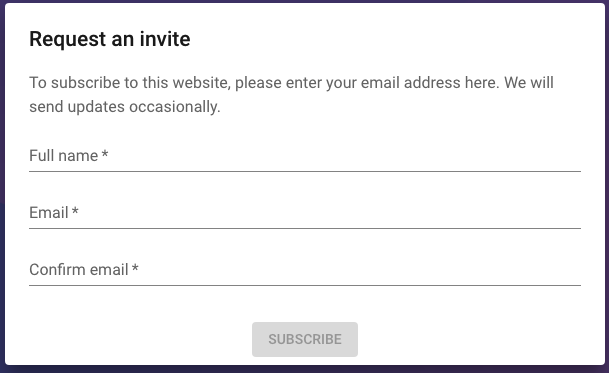 Request an invite
To subscribe to this website, please enter your email address here. We will
send updates occasionally.
Full name *
Email *
Confirm email *
SUBSCRIBE